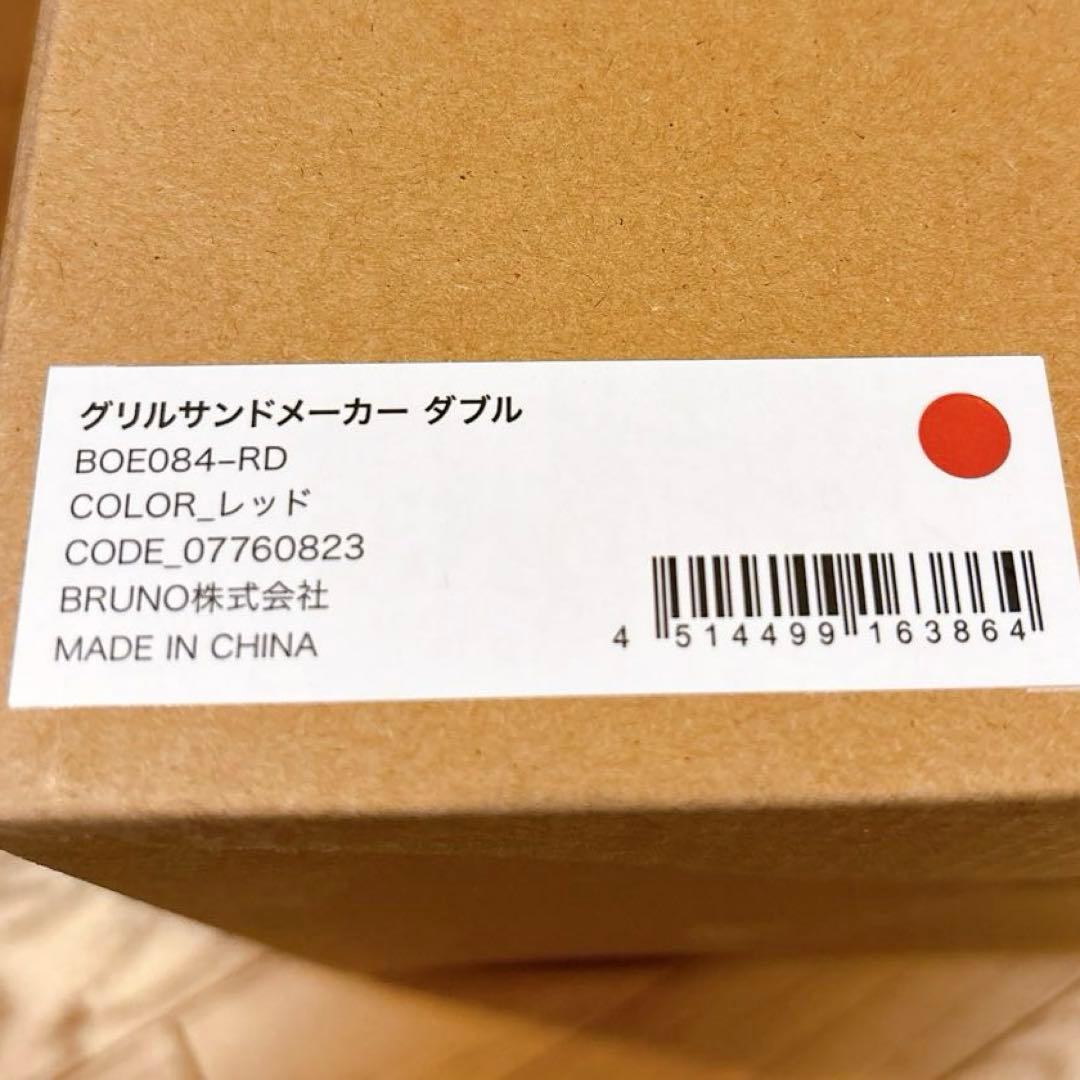 グリルサンドメーカー ダブル
BOE084-RD
COLOR_レッド
CODE_07760823
BRUNO株式会社
MADE IN CHINA
4 514499 163864